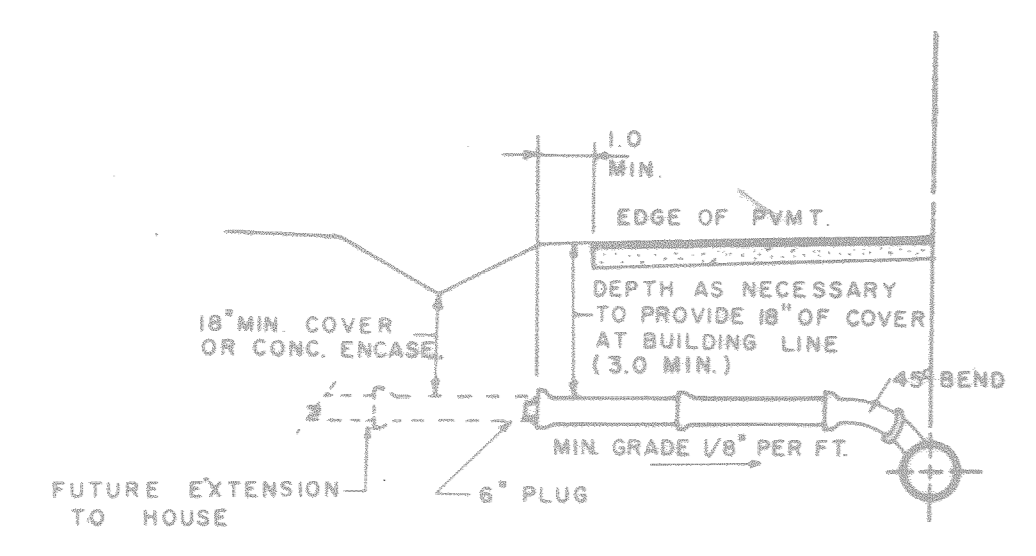 1.0
MIN.
EDGE OF PVMT.
DEPTH AS NECESSARY
TO PROVIDE 18" OF COVER
AT BUILDING LINE
(3.0 MIN.)
18" MIN. COVER
OR CONC. ENCASE.
45° BEND
MIN. GRADE 1/8" PER FT.
FUTURE EXTENSION
TO HOUSE
6" PLUG